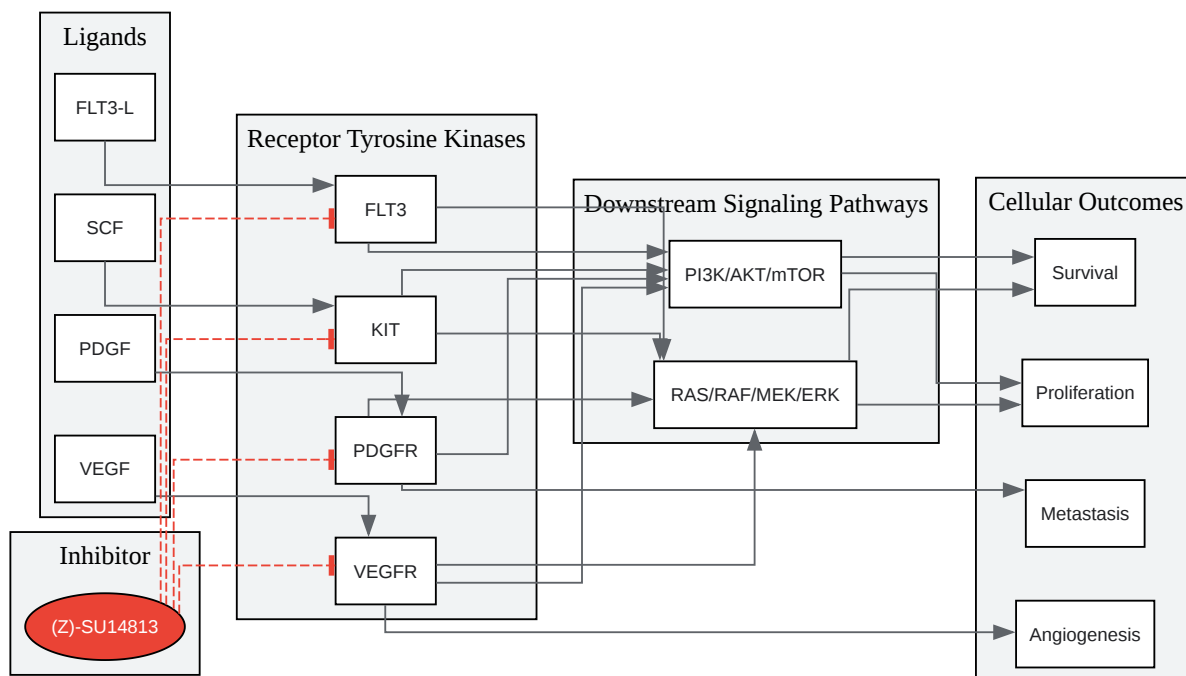 Ligands
FLT3-L
SCF
PDGF
VEGF
Inhibitor
(Z)-SU14813
Receptor Tyrosine Kinases
FLT3
KIT
PDGFR
VEGFR
Downstream Signaling Pathways
PI3K/AKT/mTOR
RAS/RAF/MEK/ERK
Cellular Outcomes
Survival
Proliferation
Metastasis
Angiogenesis